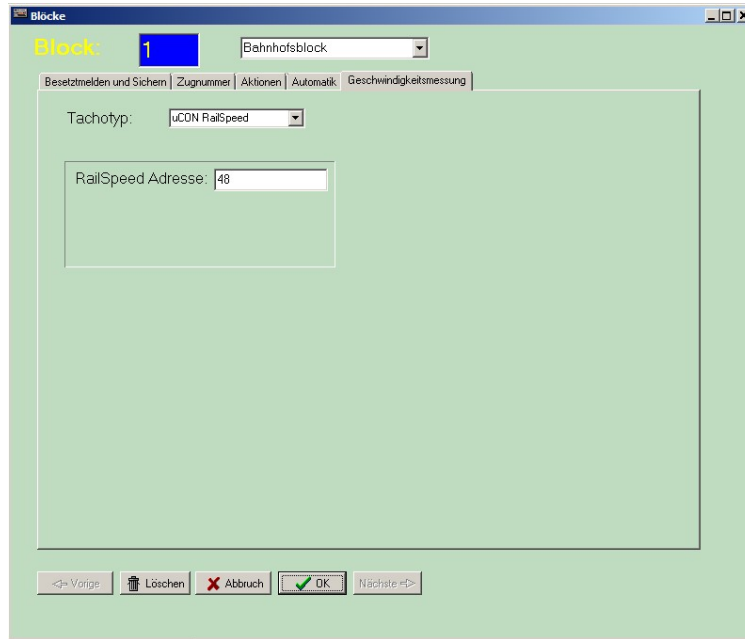 Blöcke
Block: 1 Bahnhofsblock
Besetztmelden und Sichern Zugnummer Aktionen Automatik Geschwindigkeitsmessung
Tachotyp: uCON RailSpeed
RailSpeed Adresse: 48
Vorige Löschen Abbruch OK Nächste